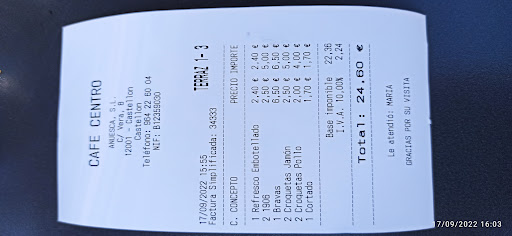 CAFE CENTRO
ANUESCA, S.L.
C/ Vera, 8
12001 - Castellon
Castellon
Teléfono: 964 22 60 04
NIF: B12359030
17/09/2022 15:55
Factura Simplificada: 34333
TERRAZ 1- 3
C. CONCEPTO PRECIO IMPORTE
1 Refresco Embotellado 2,40 € 2,40 €
2 1906 2,50 € 5,00 €
1 Bravas 6,50 € 6,50 €
2 Croquetas Jamón 2,50 € 5,00 €
2 Croquetas Pollo 2,00 € 4,00 €
1 Cortado 1,70 € 1,70 €
Base imponible 22,36
I.V.A. 10.00% 2,24
Total: 24.60 €
Le atendió: MARIA
GRACIAS POR SU VISITA
17/09/2022 16:03